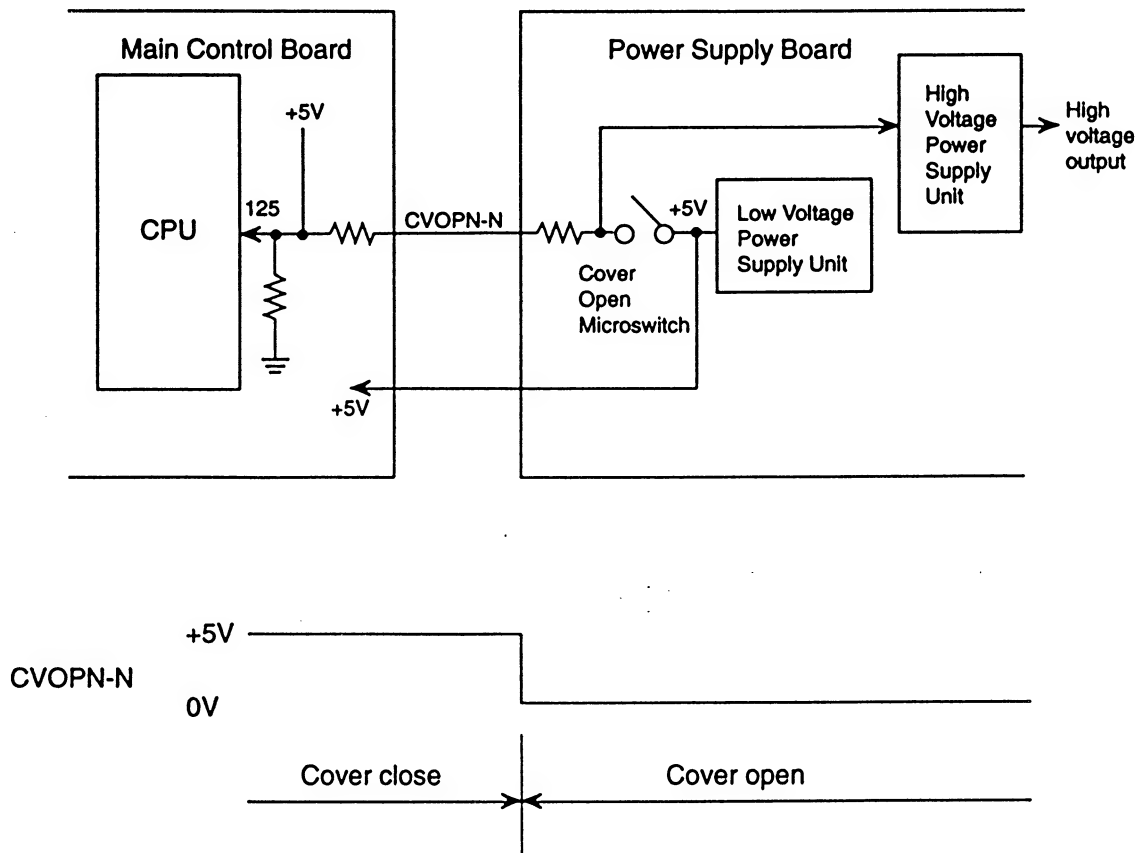 Main Control Board
Power Supply Board
CPU
125
+5V
CVOPN-N
+5V
Cover
Open
Microswitch
Low Voltage
Power
Supply Unit
High
Voltage
Power
Supply
Unit
High
voltage
output
+5V
CVOPN-N
+5V
0V
Cover close
Cover open